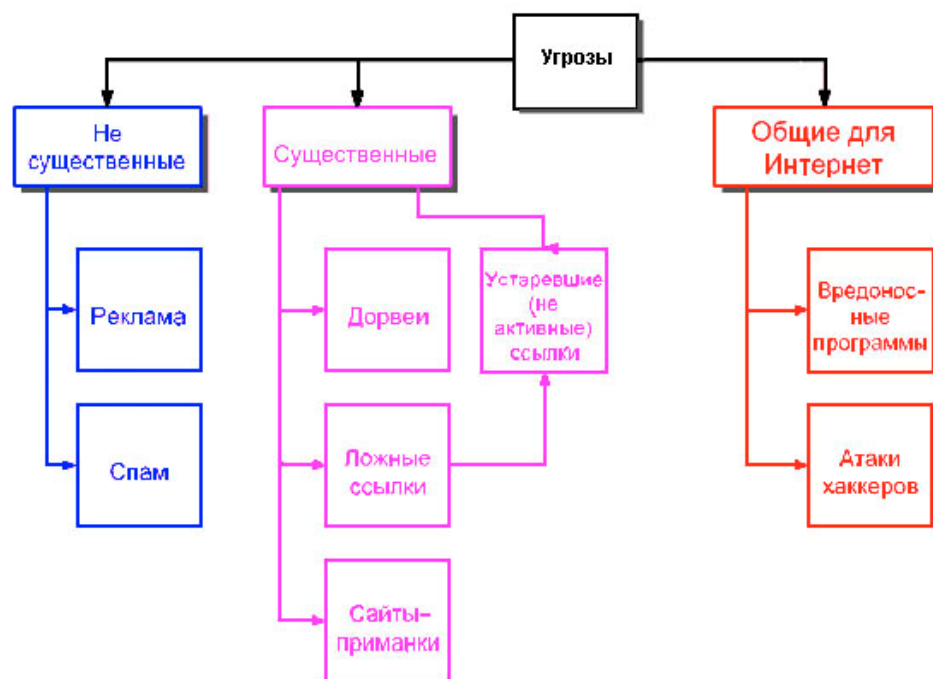 Угрозы
Не
существенные
Существенные
Общие для
Интернет
Реклама
Дорвеи
Устаревшие
(не
активные)
ссылки
Вредонос-
ные
программы
Спам
Ложные
ссылки
Атаки
хаккеров
Сайты-
приманки